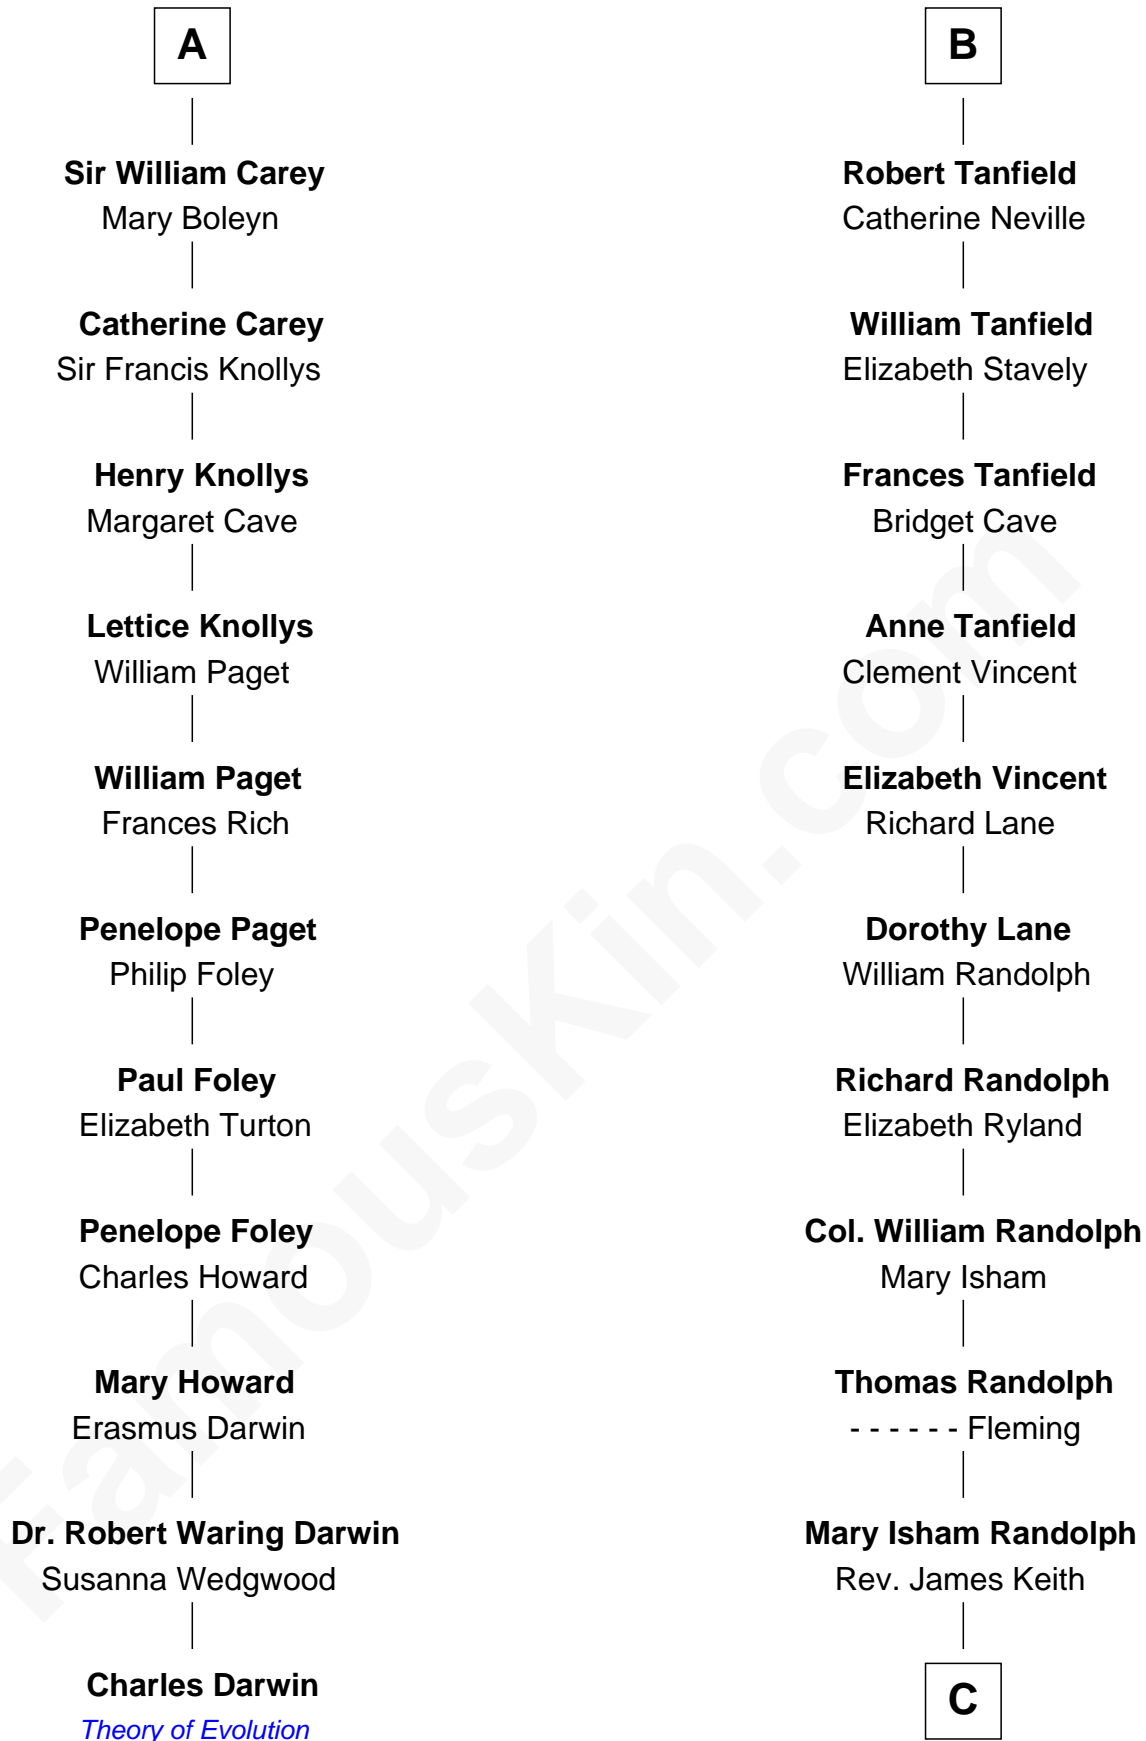 A
Sir William Carey
Mary Boleyn
Catherine Carey
Sir Francis Knollys
Henry Knollys
Margaret Cave
Lettice Knollys
William Paget
William Paget
Frances Rich
Penelope Paget
Philip Foley
Paul Foley
Elizabeth Turton
Penelope Foley
Charles Howard
Mary Howard
Erasmus Darwin
Dr. Robert Waring Darwin
Susanna Wedgwood
Charles Darwin
Theory of Evolution
B
Robert Tanfield
Catherine Neville
William Tanfield
Elizabeth Stavely
Frances Tanfield
Bridget Cave
Anne Tanfield
Clement Vincent
Elizabeth Vincent
Richard Lane
Dorothy Lane
William Randolph
Richard Randolph
Elizabeth Ryland
Col. William Randolph
Mary Isham
Thomas Randolph
- - - - - - Fleming
Mary Isham Randolph
Rev. James Keith
C
FamousKin.com